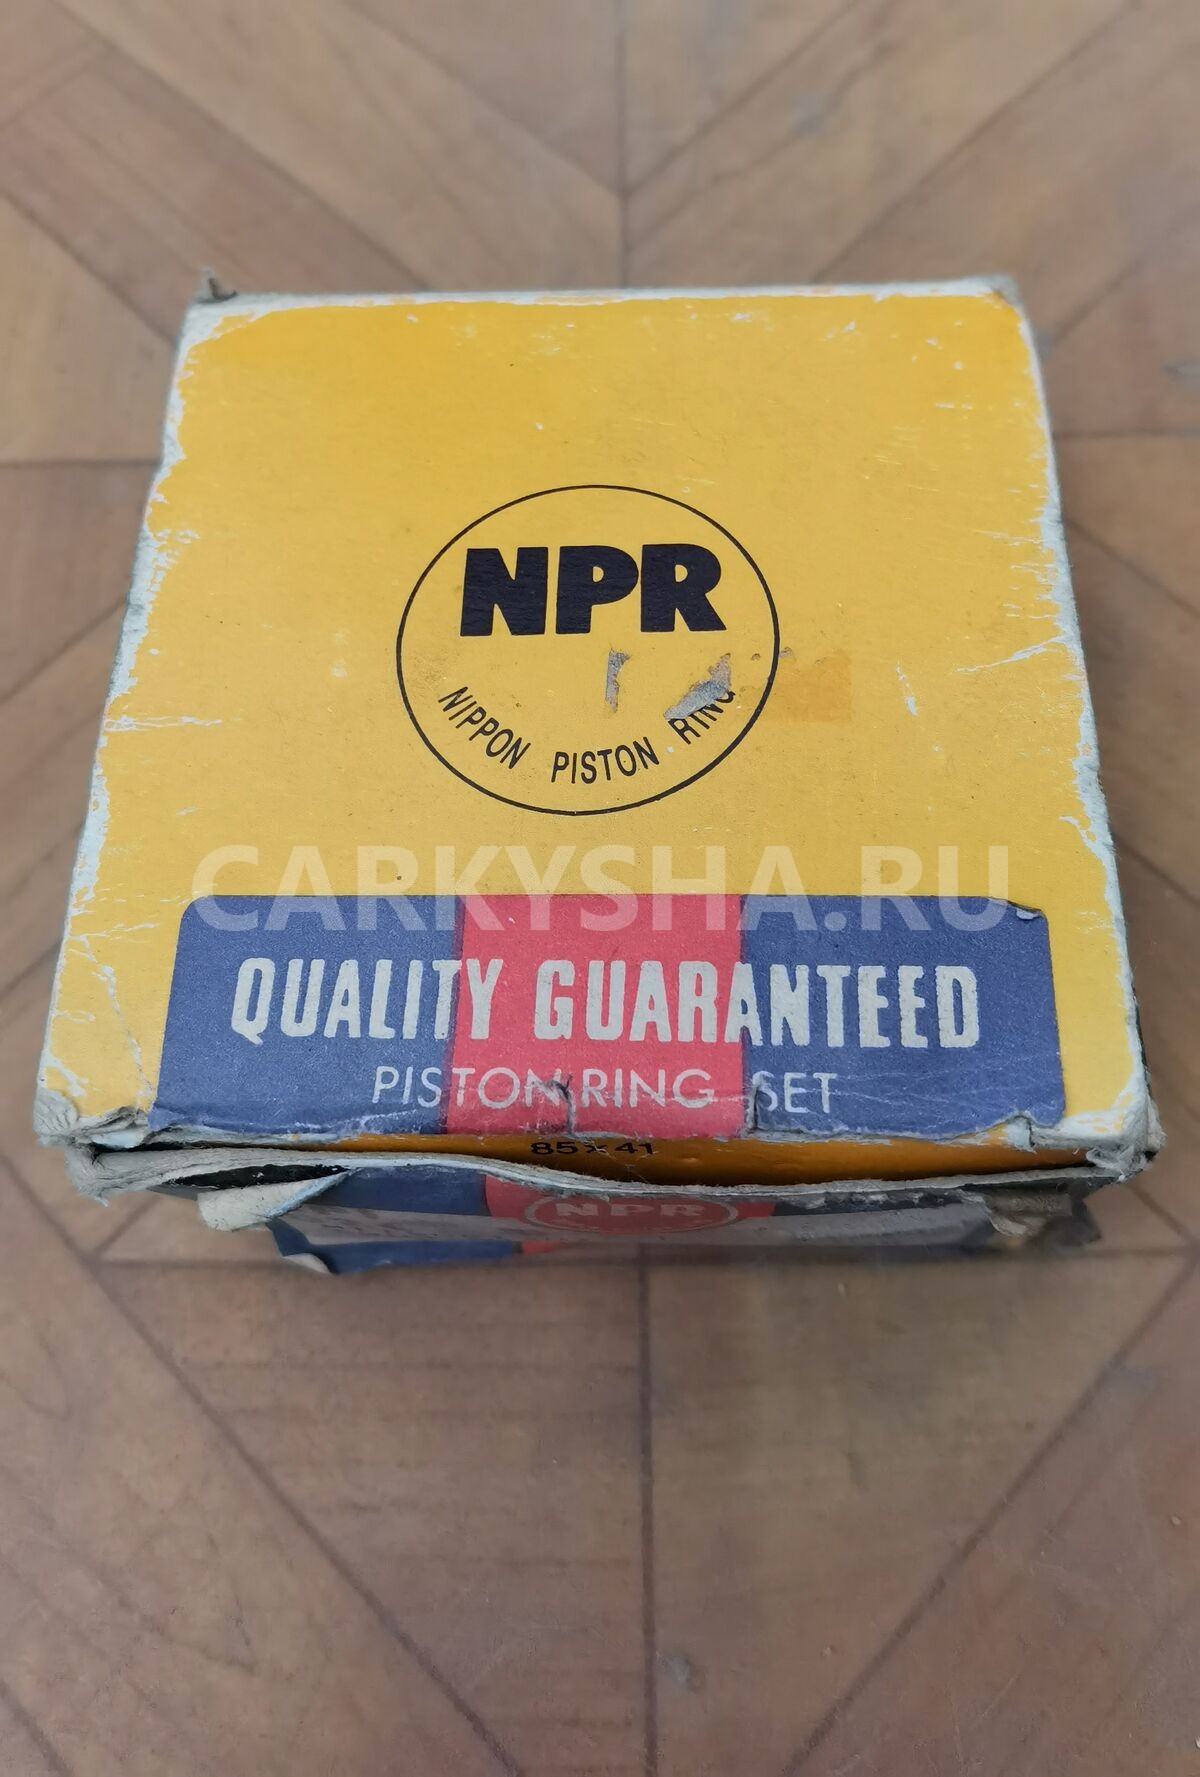 NPR
NIPPON PISTON RING
CARKYSHA.RU
QUALITY GUARANTEED
PISTON RING SET
85×41
NPR